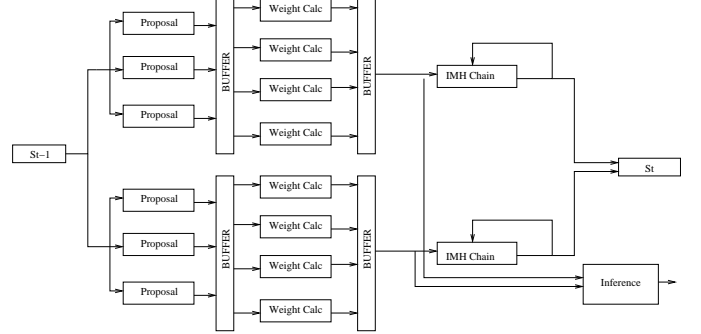 Proposal
Proposal
Proposal
BUFFER
Weight Calc
Weight Calc
Weight Calc
Weight Calc
BUFFER
IMH Chain
St−1
St
Proposal
Proposal
Proposal
BUFFER
Weight Calc
Weight Calc
Weight Calc
Weight Calc
BUFFER
IMH Chain
Inference